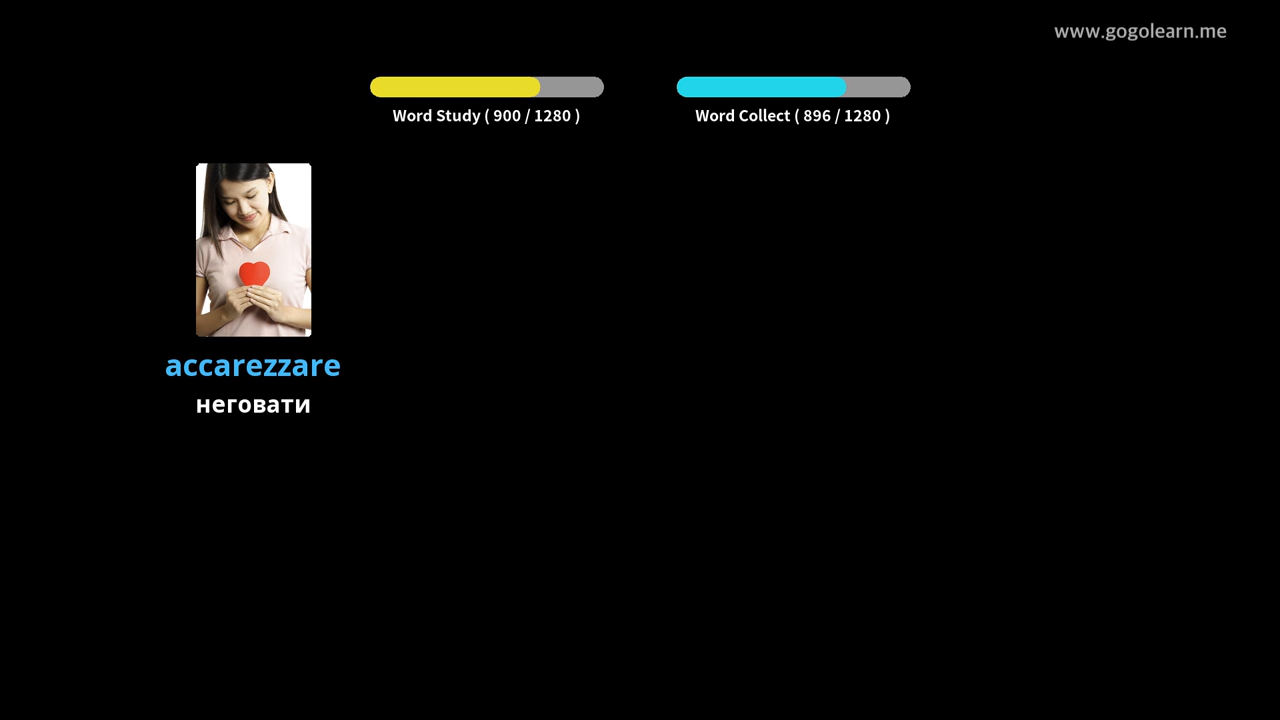 www.gogolearn.me
Word Study ( 900 / 1280 )
Word Collect ( 896 / 1280 )
accarezzare
неговати